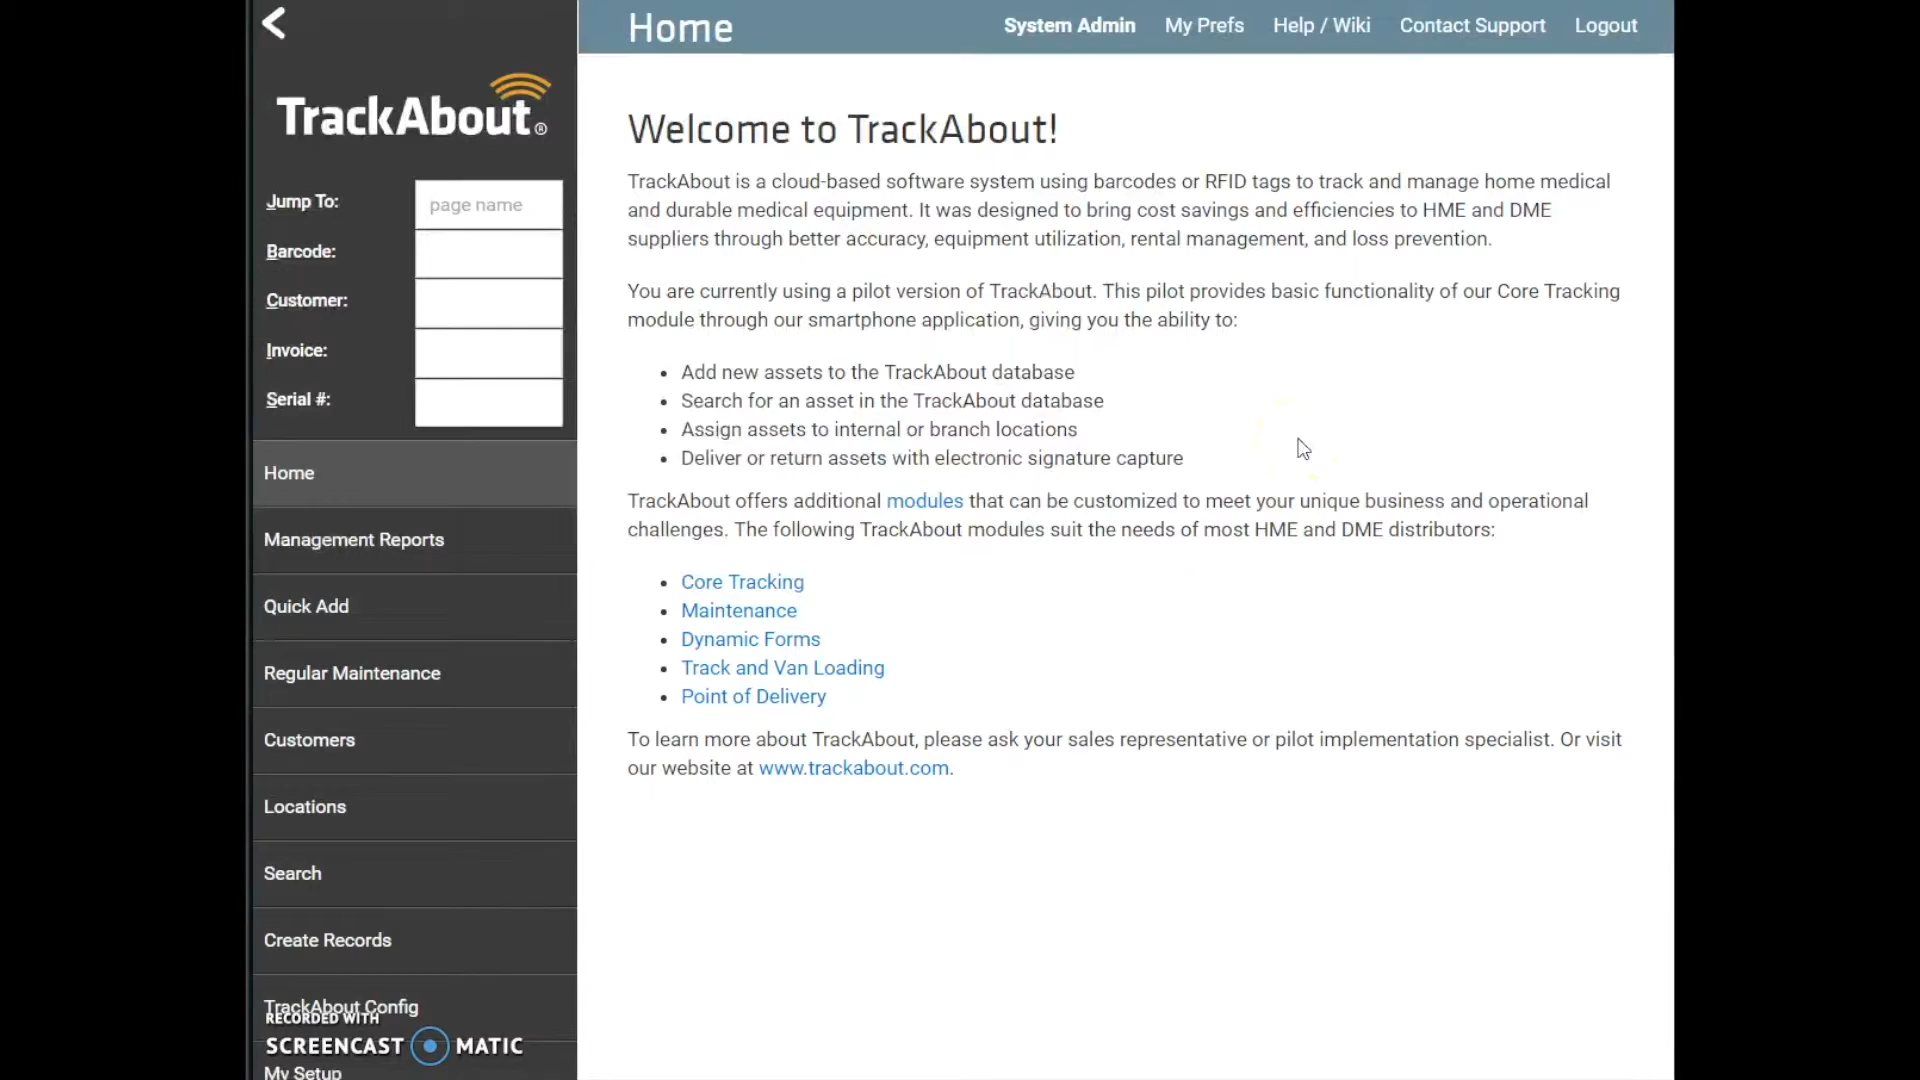 Home
System Admin
My Prefs
Help / Wiki
Contact Support
Logout
TrackAbout®
Jump To:
page name
Barcode:
Customer:
Invoice:
Serial #:
Home
Management Reports
Quick Add
Regular Maintenance
Customers
Locations
Search
Create Records
TrackAbout Config
My Setup
RECORDED WITH
SCREENCAST MATIC
Welcome to TrackAbout!
TrackAbout is a cloud-based software system using barcodes or RFID tags to track and manage home medical
and durable medical equipment. It was designed to bring cost savings and efficiencies to HME and DME
suppliers through better accuracy, equipment utilization, rental management, and loss prevention.
You are currently using a pilot version of TrackAbout. This pilot provides basic functionality of our Core Tracking
module through our smartphone application, giving you the ability to:
• Add new assets to the TrackAbout database
• Search for an asset in the TrackAbout database
• Assign assets to internal or branch locations
• Deliver or return assets with electronic signature capture
TrackAbout offers additional modules that can be customized to meet your unique business and operational
challenges. The following TrackAbout modules suit the needs of most HME and DME distributors:
• Core Tracking
• Maintenance
• Dynamic Forms
• Track and Van Loading
• Point of Delivery
To learn more about TrackAbout, please ask your sales representative or pilot implementation specialist. Or visit
our website at www.trackabout.com.